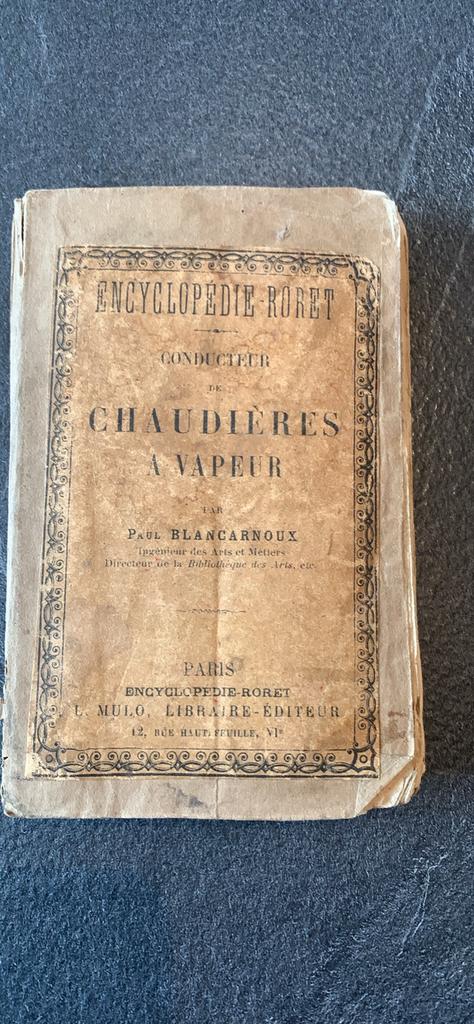 ENCYCLOPÉDIE-RORET
CONDUCTEUR
DE
CHAUDIÈRES
A VAPEUR
PAR
PAUL BLANCARNOUX
Ingénieur des Arts et Métiers
Directeur de la Bibliothèque des Arts, etc.
PARIS
ENCYCLOPEDIE-RORET
L. MULO, LIBRAIRE-ÉDITEUR
12, RUE HAUTEFEUILLE, VIe